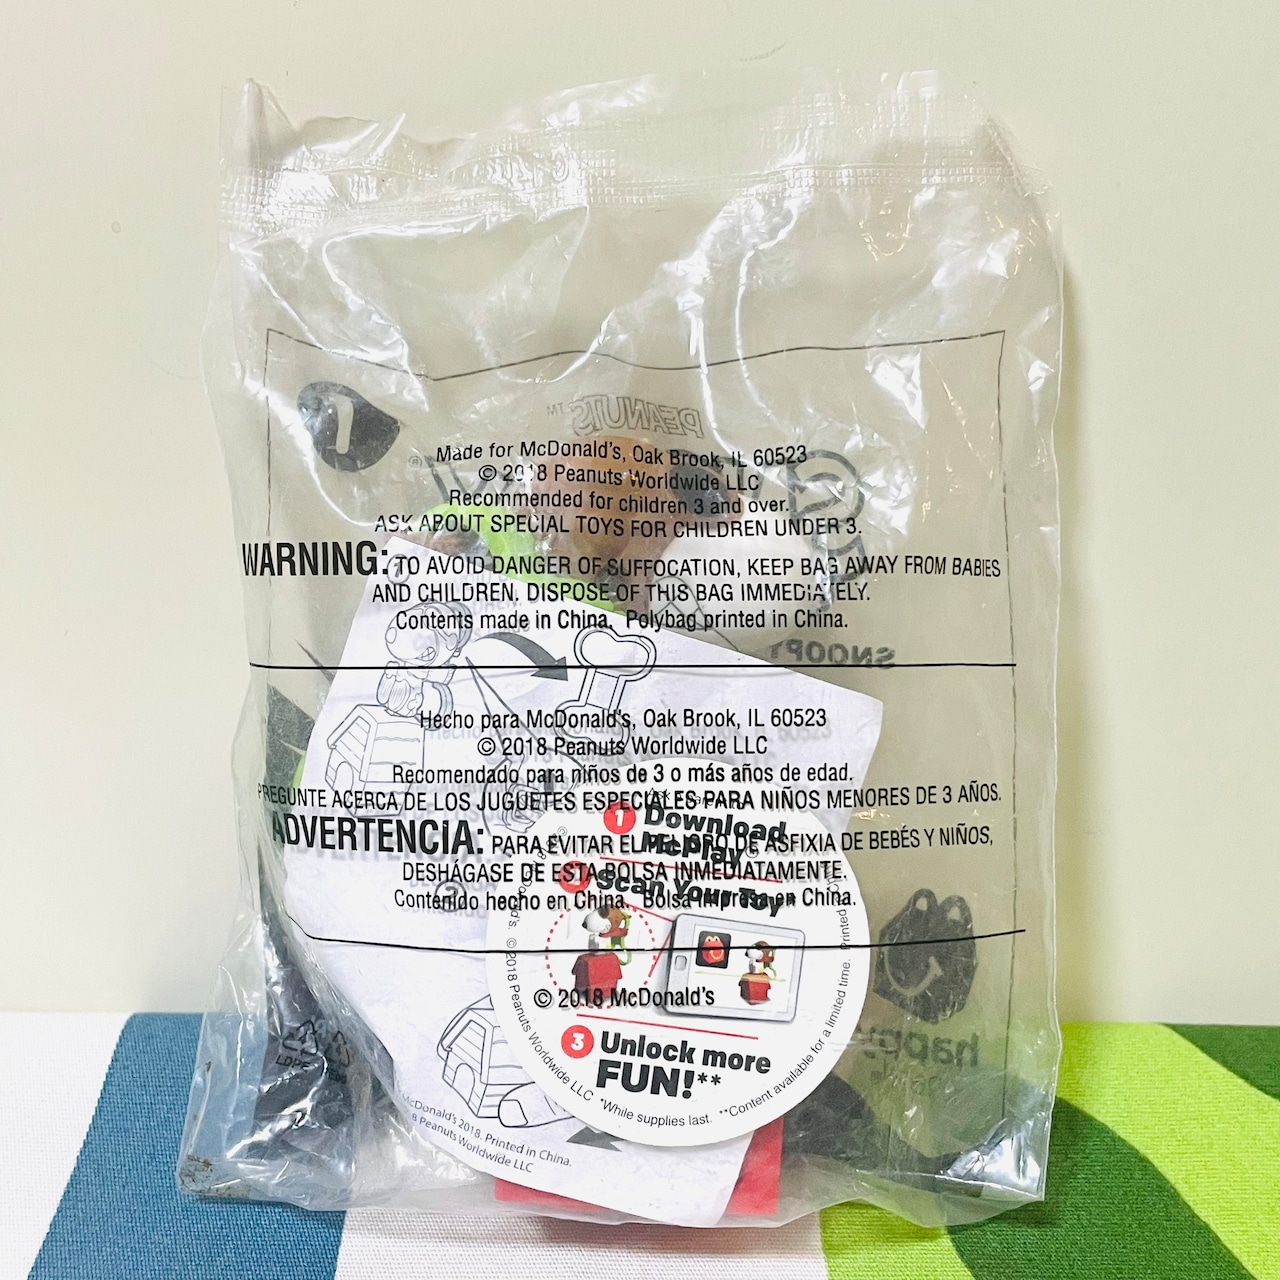 1
PEANUTS™
Made for McDonald's, Oak Brook, IL 60523
© 2018 Peanuts Worldwide LLC
Recommended for children 3 and over.
ASK ABOUT SPECIAL TOYS FOR CHILDREN UNDER 3.
WARNING: TO AVOID DANGER OF SUFFOCATION, KEEP BAG AWAY FROM BABIES
AND CHILDREN. DISPOSE OF THIS BAG IMMEDIATELY.
Contents made in China. Polybag printed in China.
SNOOPY
Hecho para McDonald's, Oak Brook, IL 60523
© 2018 Peanuts Worldwide LLC
Recomendado para niños de 3 o más años de edad.
PREGUNTE ACERCA DE LOS JUGUETES ESPECIALES PARA NIÑOS MENORES DE 3 AÑOS.
ADVERTENCIA: PARA EVITAR EL PELIGRO DE ASFIXIA DE BEBÉS Y NIÑOS,
DESHÁGASE DE ESTA BOLSA INMEDIATAMENTE.
Contenido hecho en China. Bolsa impresa en China.
© 2018 McDonald's
1 Download
McPlay
Scan Your Toy*
3 Unlock more
FUN!**
*While supplies last. **Content available for a limited time. Printed
©2018 Peanuts Worldwide LLC
happy
LDPE
McDonald's 2018. Printed in China.
8 Peanuts Worldwide LLC